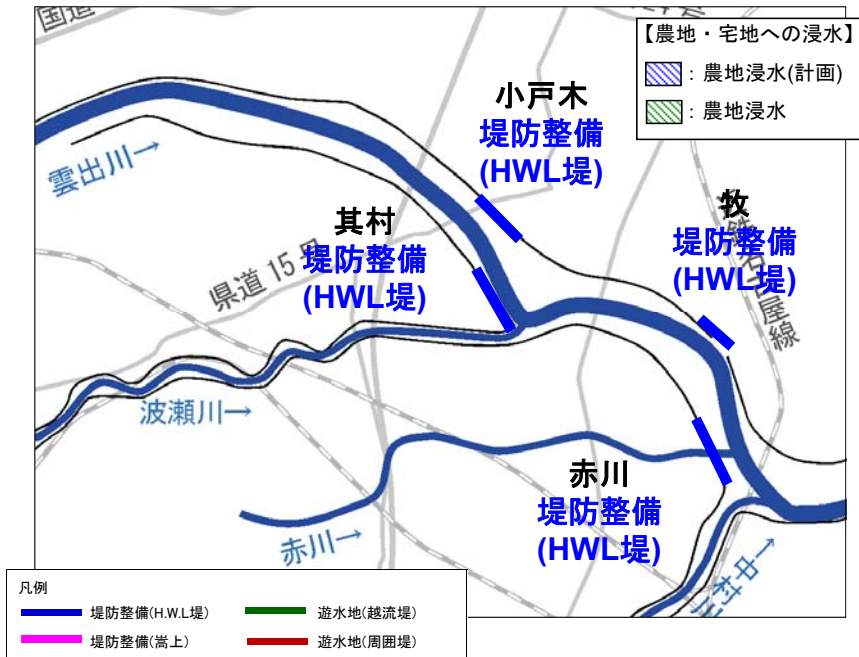 【農地・宅地への浸水】
：農地浸水(計画)
：農地浸水
国道
小戸木
堤防整備
(HWL堤)
雲出川→
其村
堤防整備
(HWL堤)
牧
堤防整備
(HWL堤)
県道 15 号
名古屋線
波瀬川→
赤川
堤防整備
(HWL堤)
赤川→
→中村川
凡例
堤防整備(H.W.L堤)
遊水地(越流堤)
堤防整備(嵩上)
遊水地(周囲堤)